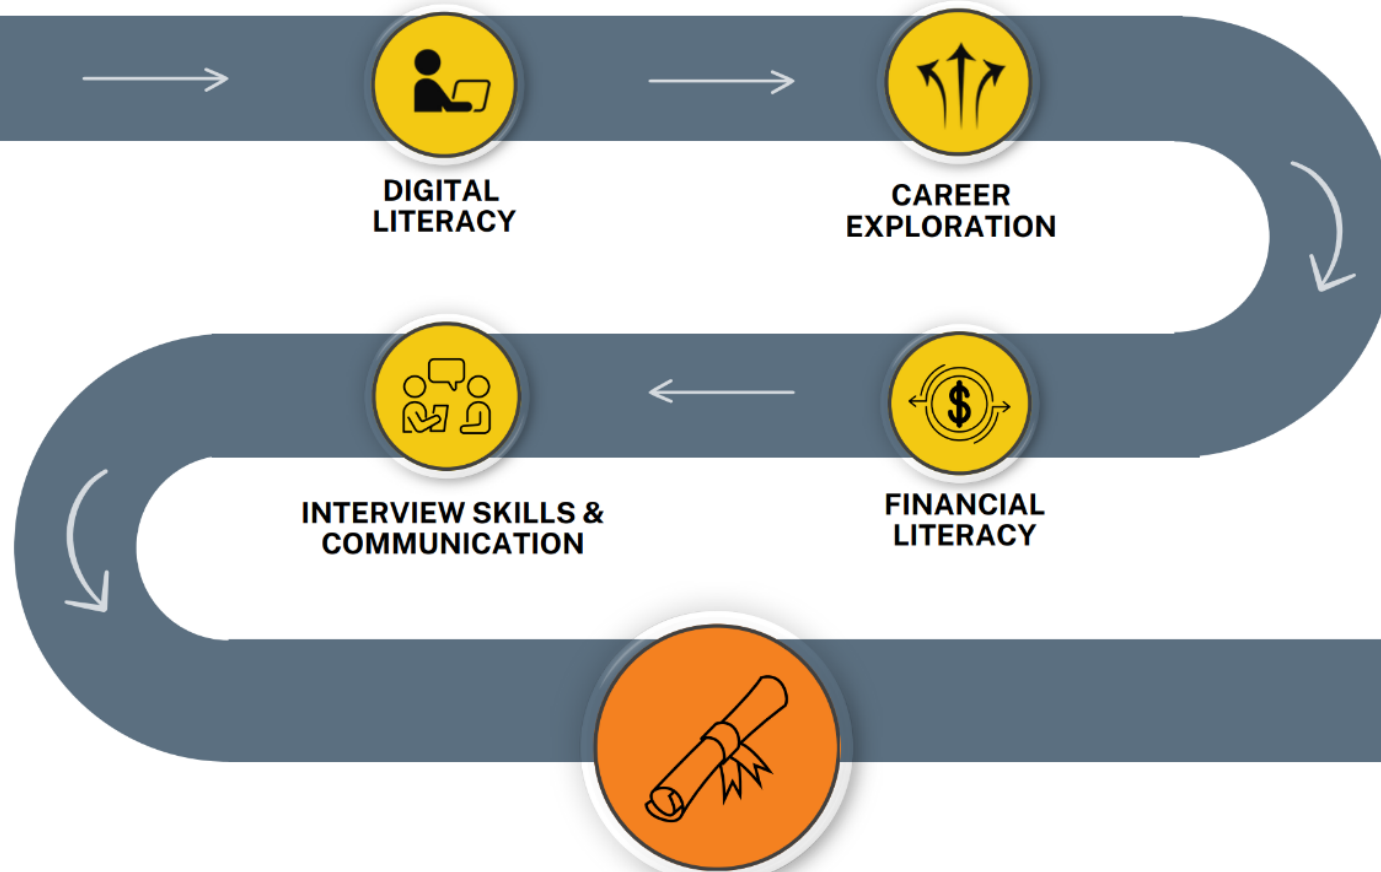 DIGITAL
LITERACY
CAREER
EXPLORATION
INTERVIEW SKILLS &
COMMUNICATION
FINANCIAL
LITERACY